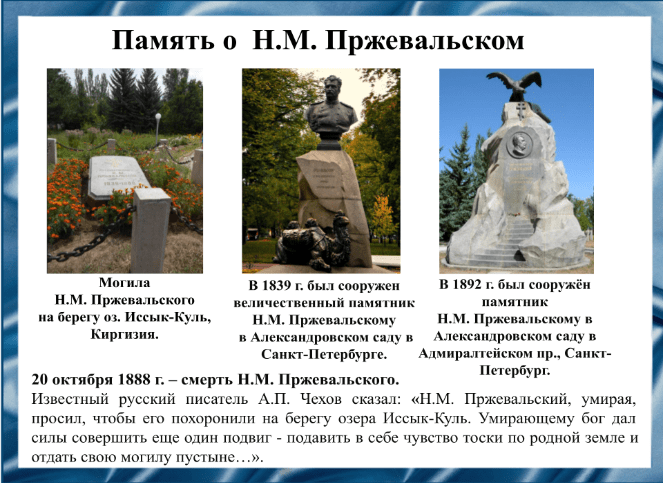 Память о Н.М. Пржевальском
Могила
Н.М. Пржевальского
на берегу оз. Иссык-Куль,
Киргизия.
В 1839 г. был сооружен
величественный памятник
Н.М. Пржевальскому
в Александровском саду в
Санкт-Петербурге.
В 1892 г. был сооружён
памятник
Н.М. Пржевальскому в
Александровском саду в
Адмиралтейском пр., Санкт-
Петербург.
20 октября 1888 г. – смерть Н.М. Пржевальского.
Известный русский писатель А.П. Чехов сказал: «Н.М. Пржевальский, умирая,
просил, чтобы его похоронили на берегу озера Иссык-Куль. Умирающему бог дал
силы совершить еще один подвиг - подавить в себе чувство тоски по родной земле и
отдать свою могилу пустыне…».